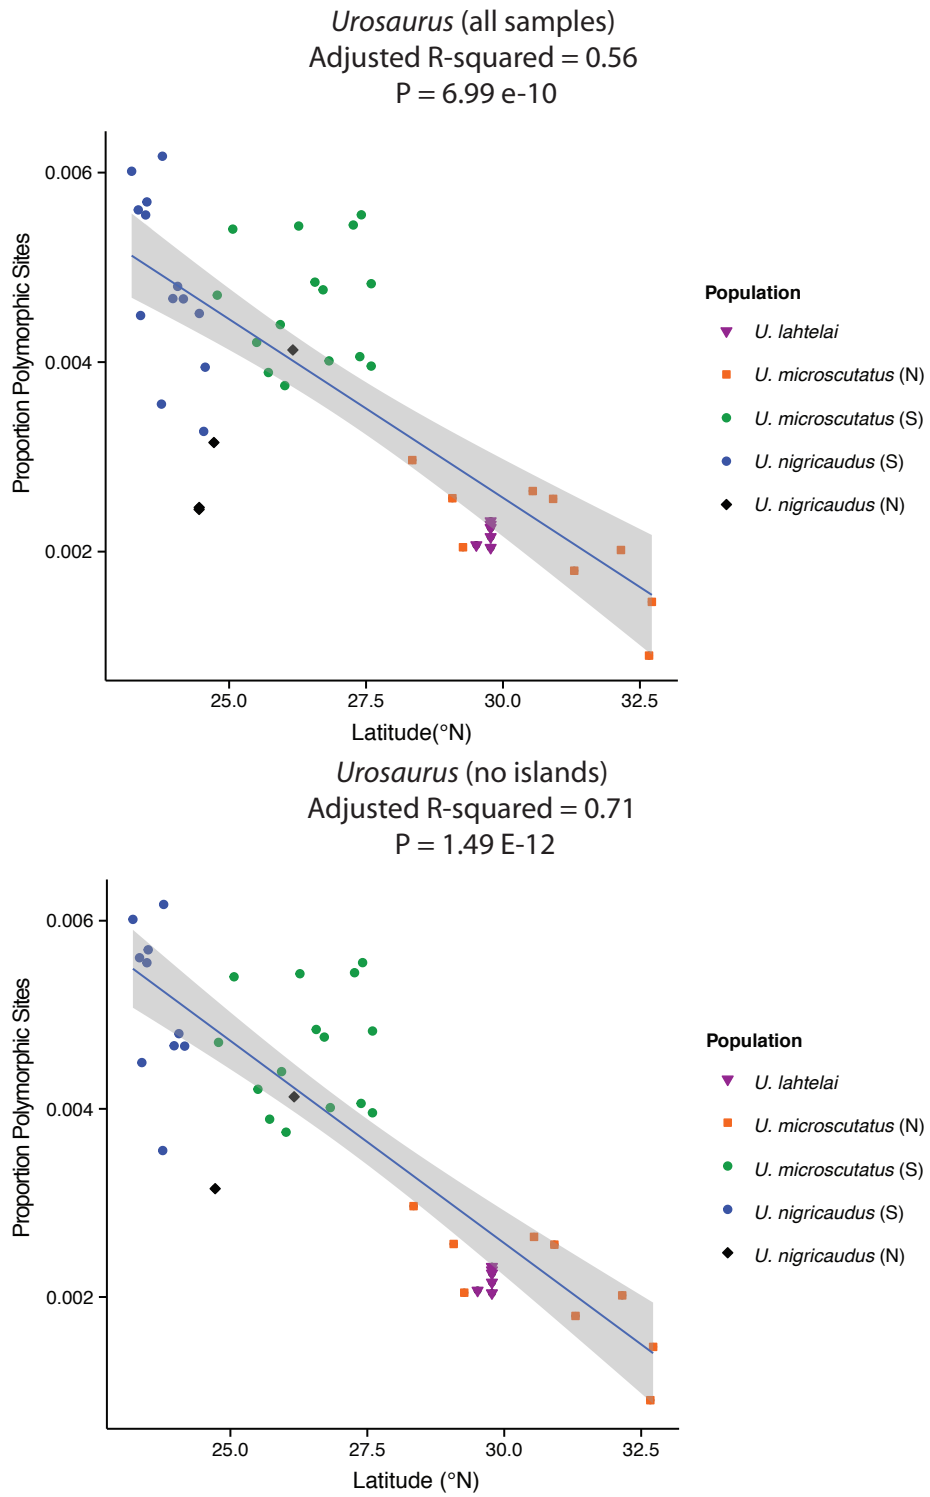 Urosaurus (all samples)
Adjusted R-squared = 0.56
P = 6.99 e-10
0.006
0.004
0.002
Proportion Polymorphic Sites
25.0 27.5 30.0 32.5
Latitude(°N)
Population
U. lahtelai
U. microscutatus (N)
U. microscutatus (S)
U. nigricaudus (S)
U. nigricaudus (N)
Urosaurus (no islands)
Adjusted R-squared = 0.71
P = 1.49 E-12
0.006
0.004
0.002
Proportion Polymorphic Sites
25.0 27.5 30.0 32.5
Latitude (°N)
Population
U. lahtelai
U. microscutatus (N)
U. microscutatus (S)
U. nigricaudus (S)
U. nigricaudus (N)